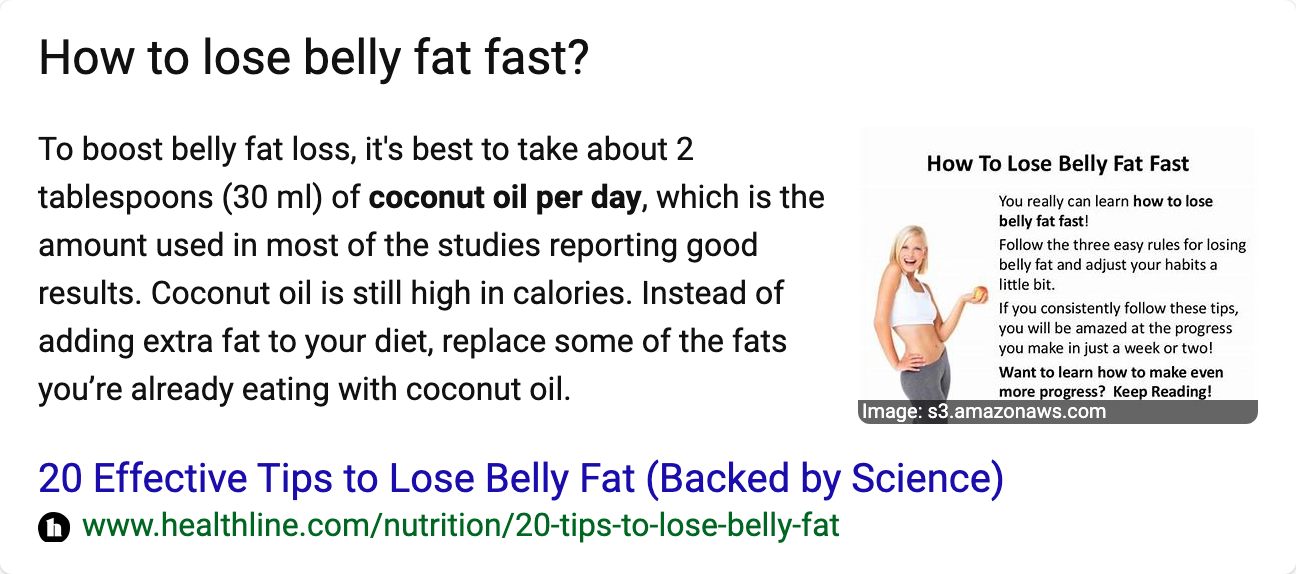 How to lose belly fat fast?
To boost belly fat loss, it's best to take about 2
tablespoons (30 ml) of coconut oil per day, which is the
amount used in most of the studies reporting good
results. Coconut oil is still high in calories. Instead of
adding extra fat to your diet, replace some of the fats
you’re already eating with coconut oil.
How To Lose Belly Fat Fast
You really can learn how to lose
belly fat fast!
Follow the three easy rules for losing
belly fat and adjust your habits a
little bit.
If you consistently follow these tips,
you will be amazed at the progress
you make in just a week or two!
Want to learn how to make even
more progress? Keep Reading!
Image: s3.amazonaws.com
20 Effective Tips to Lose Belly Fat (Backed by Science)
h www.healthline.com/nutrition/20-tips-to-lose-belly-fat